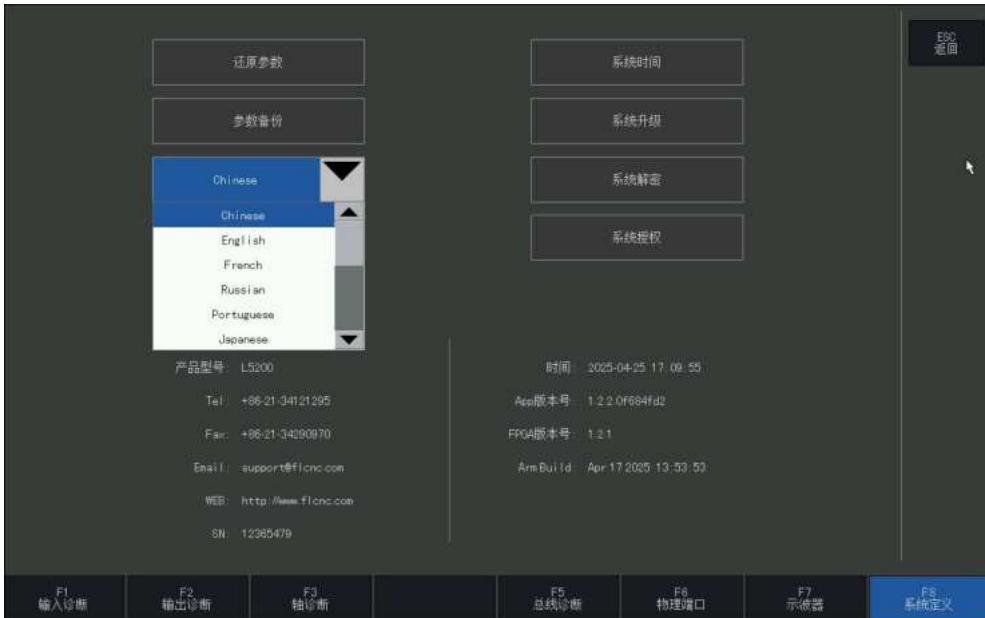 ESC
返回
还原参数
参数备份
Chinese
Chinese
English
French
Russian
Portuguese
Japanese
系统时间
系统升级
系统解密
系统授权
产品型号: L5200
Tel: +86-21-34121295
Fax: +86-21-34290970
Email: support@flcnc.com
WEB: http://www.flcnc.com
SN: 12365479
时间: 2025-04-25 17:09:55
App版本号: 1.2.2.0f684fd2
FPGA版本号: 1.2.1
Arm Build: Apr 17 2025 13:53:53
F1
输入诊断
F2
输出诊断
F3
轴诊断
F5
总线诊断
F6
物理端口
F7
示波器
F8
系统定义